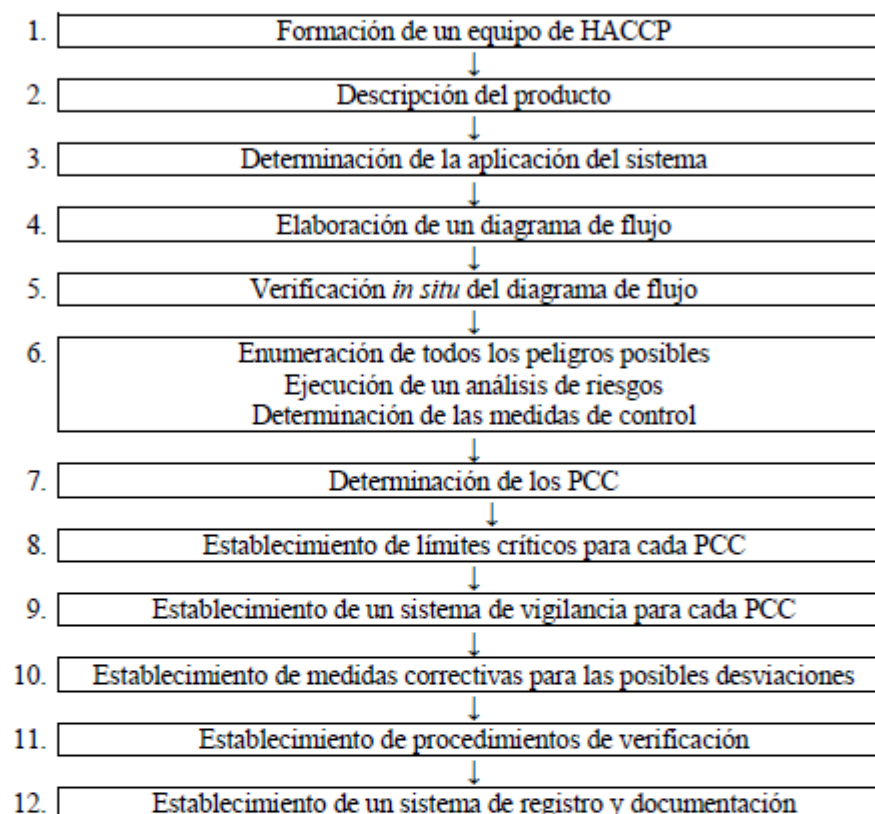 1. Formación de un equipo de HACCP
↓
2. Descripción del producto
↓
3. Determinación de la aplicación del sistema
↓
4. Elaboración de un diagrama de flujo
↓
5. Verificación in situ del diagrama de flujo
↓
6. Enumeración de todos los peligros posibles
Ejecución de un análisis de riesgos
Determinación de las medidas de control
↓
7. Determinación de los PCC
↓
8. Establecimiento de límites críticos para cada PCC
↓
9. Establecimiento de un sistema de vigilancia para cada PCC
↓
10. Establecimiento de medidas correctivas para las posibles desviaciones
↓
11. Establecimiento de procedimientos de verificación
↓
12. Establecimiento de un sistema de registro y documentación